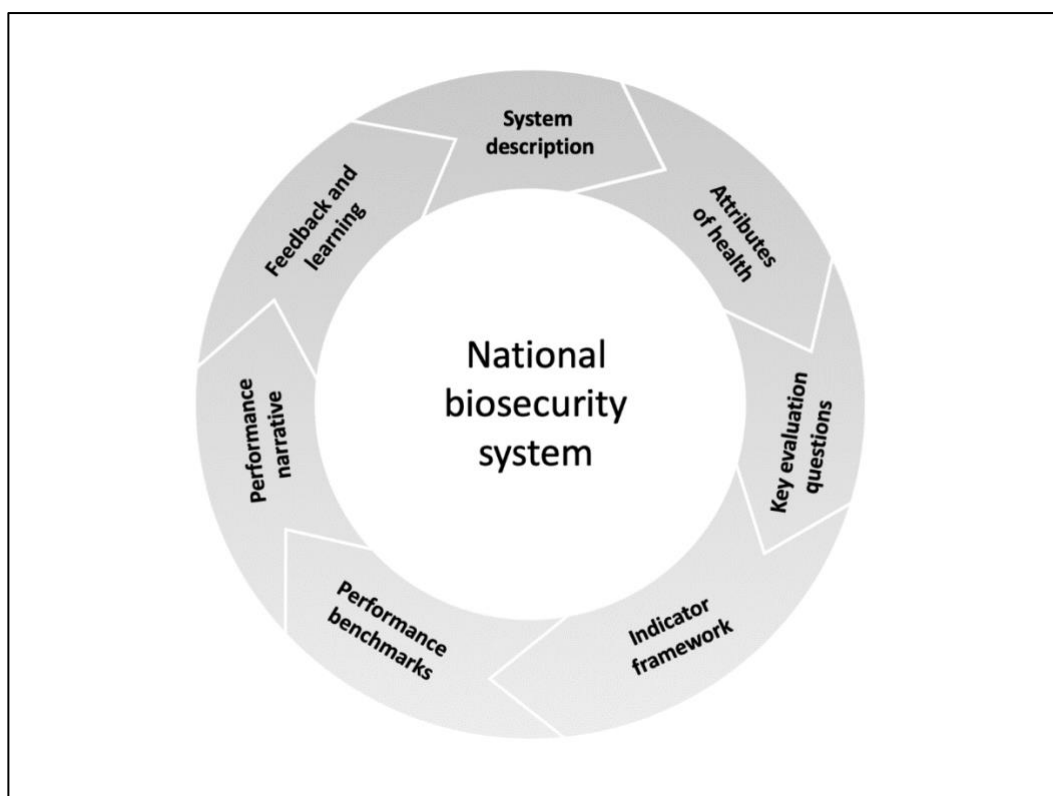 System
description
Attributes
of health
Key evaluation
questions
Indicator
framework
Performance
benchmarks
Performance
narrative
Feedback and
learning
National
biosecurity
system